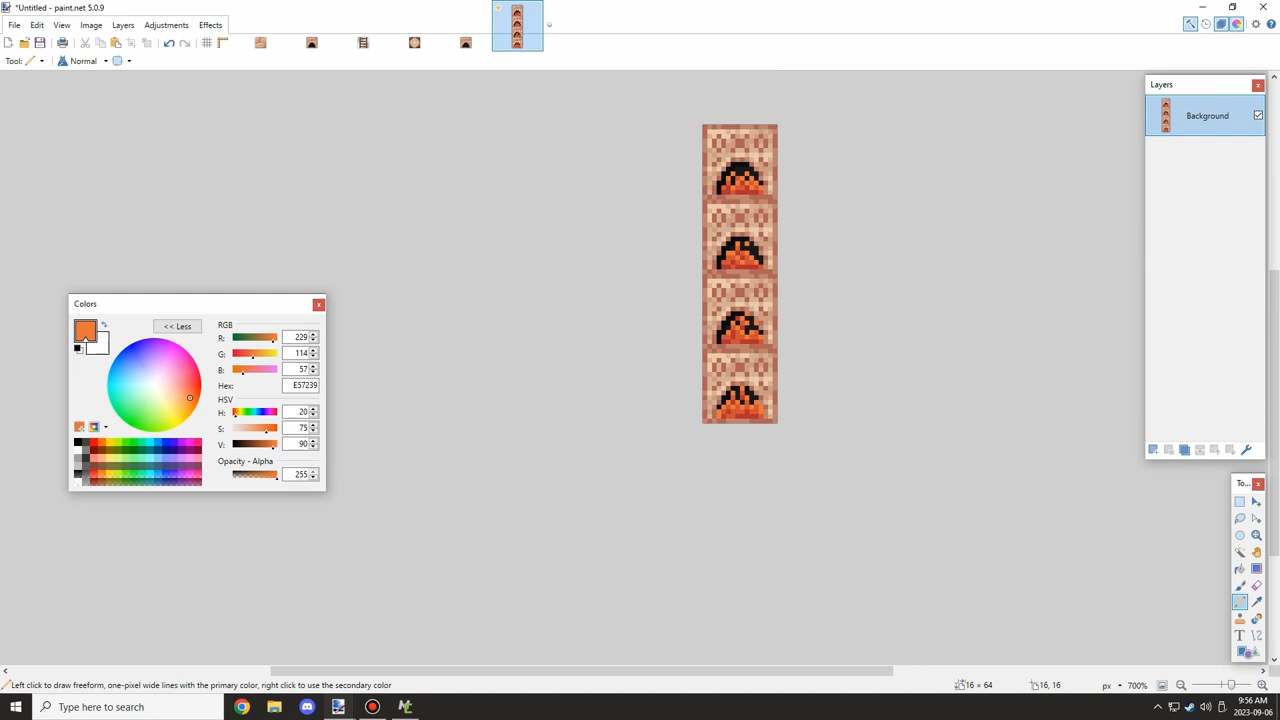 *Untitled - paint.net 5.0.9
File Edit View Image Layers Adjustments Effects
Tool: Normal
Layers
Background
Colors
<< Less
RGB
R: 229
G: 114
B: 57
Hex: E57239
HSV
H: 20
S: 75
V: 90
Opacity - Alpha
255
To...
T
Left click to draw freeform, one-pixel wide lines with the primary color, right click to use the secondary color
16 × 64
16, 16
px
700%
Type here to search
9:56 AM
2023-09-06